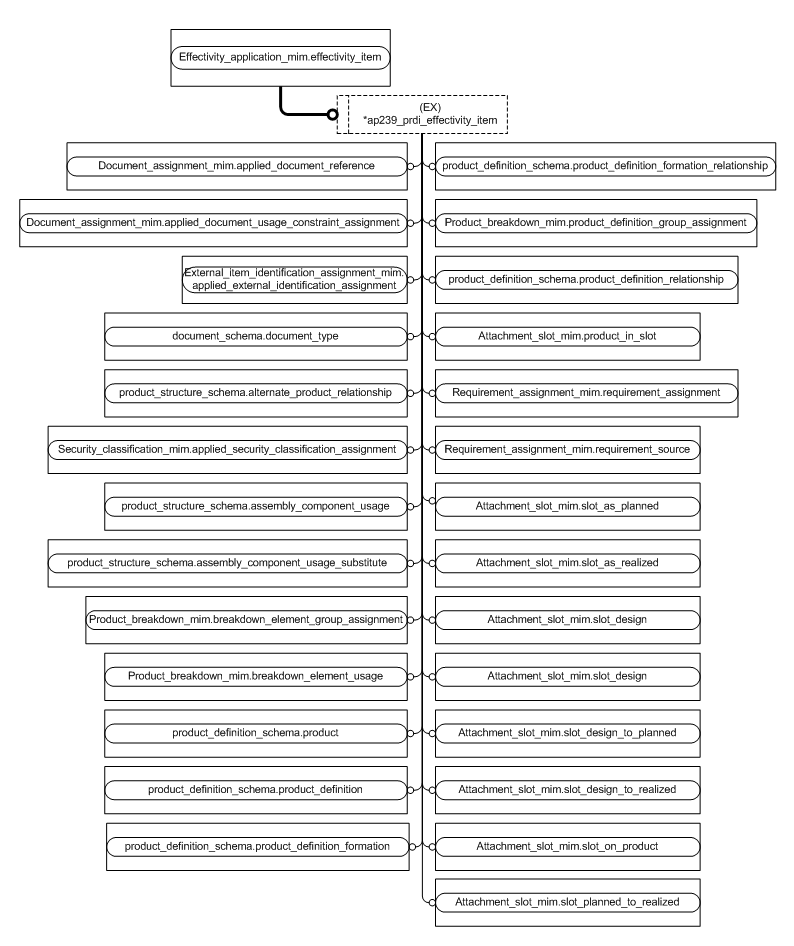 Effectivity_application_mim.effectivity_item
(EX)
*ap239_prdi_effectivity_item
Document_assignment_mim.applied_document_reference
product_definition_schema.product_definition_formation_relationship
Document_assignment_mim.applied_document_usage_constraint_assignment
Product_breakdown_mim.product_definition_group_assignment
External_item_identification_assignment_mim.
applied_external_identification_assignment
product_definition_schema.product_definition_relationship
document_schema.document_type
Attachment_slot_mim.product_in_slot
product_structure_schema.alternate_product_relationship
Requirement_assignment_mim.requirement_assignment
Security_classification_mim.applied_security_classification_assignment
Requirement_assignment_mim.requirement_source
product_structure_schema.assembly_component_usage
Attachment_slot_mim.slot_as_planned
product_structure_schema.assembly_component_usage_substitute
Attachment_slot_mim.slot_as_realized
Product_breakdown_mim.breakdown_element_group_assignment
Attachment_slot_mim.slot_design
Product_breakdown_mim.breakdown_element_usage
Attachment_slot_mim.slot_design
product_definition_schema.product
Attachment_slot_mim.slot_design_to_planned
product_definition_schema.product_definition
Attachment_slot_mim.slot_design_to_realized
product_definition_schema.product_definition_formation
Attachment_slot_mim.slot_on_product
Attachment_slot_mim.slot_planned_to_realized